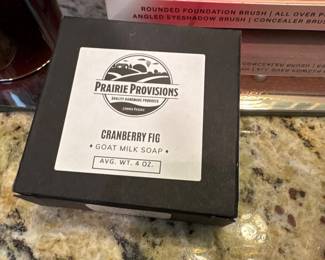 ROUNDED FOUNDATION BRUSH | ALL OVER
ANGLED EYESHADOW BRUSH | CONCEALER BRUSH
PRAIRIE PROVISIONS
QUALITY HANDMADE PROVISIONS
CRANBERRY FIG
• GOAT MILK SOAP •
AVG. WT. 4 OZ.